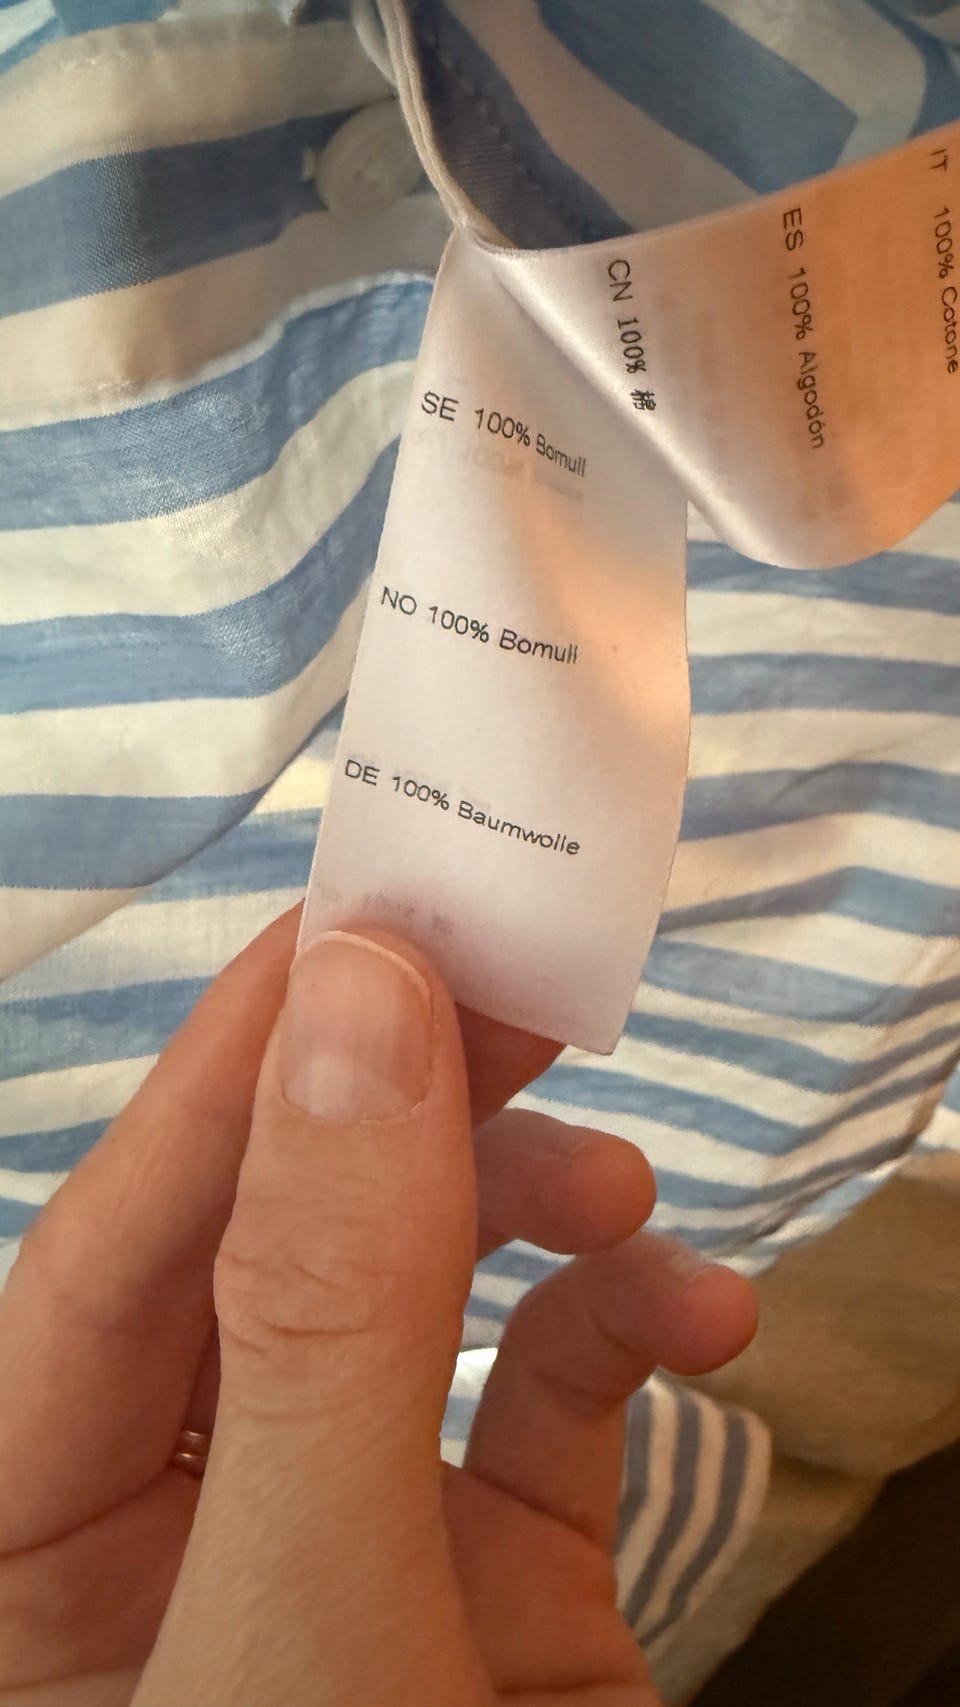 SE 100% Bomull
NO 100% Bomull
DE 100% Baumwolle
CN 100% 棉
ES 100% Algodón
IT 100% Cotone